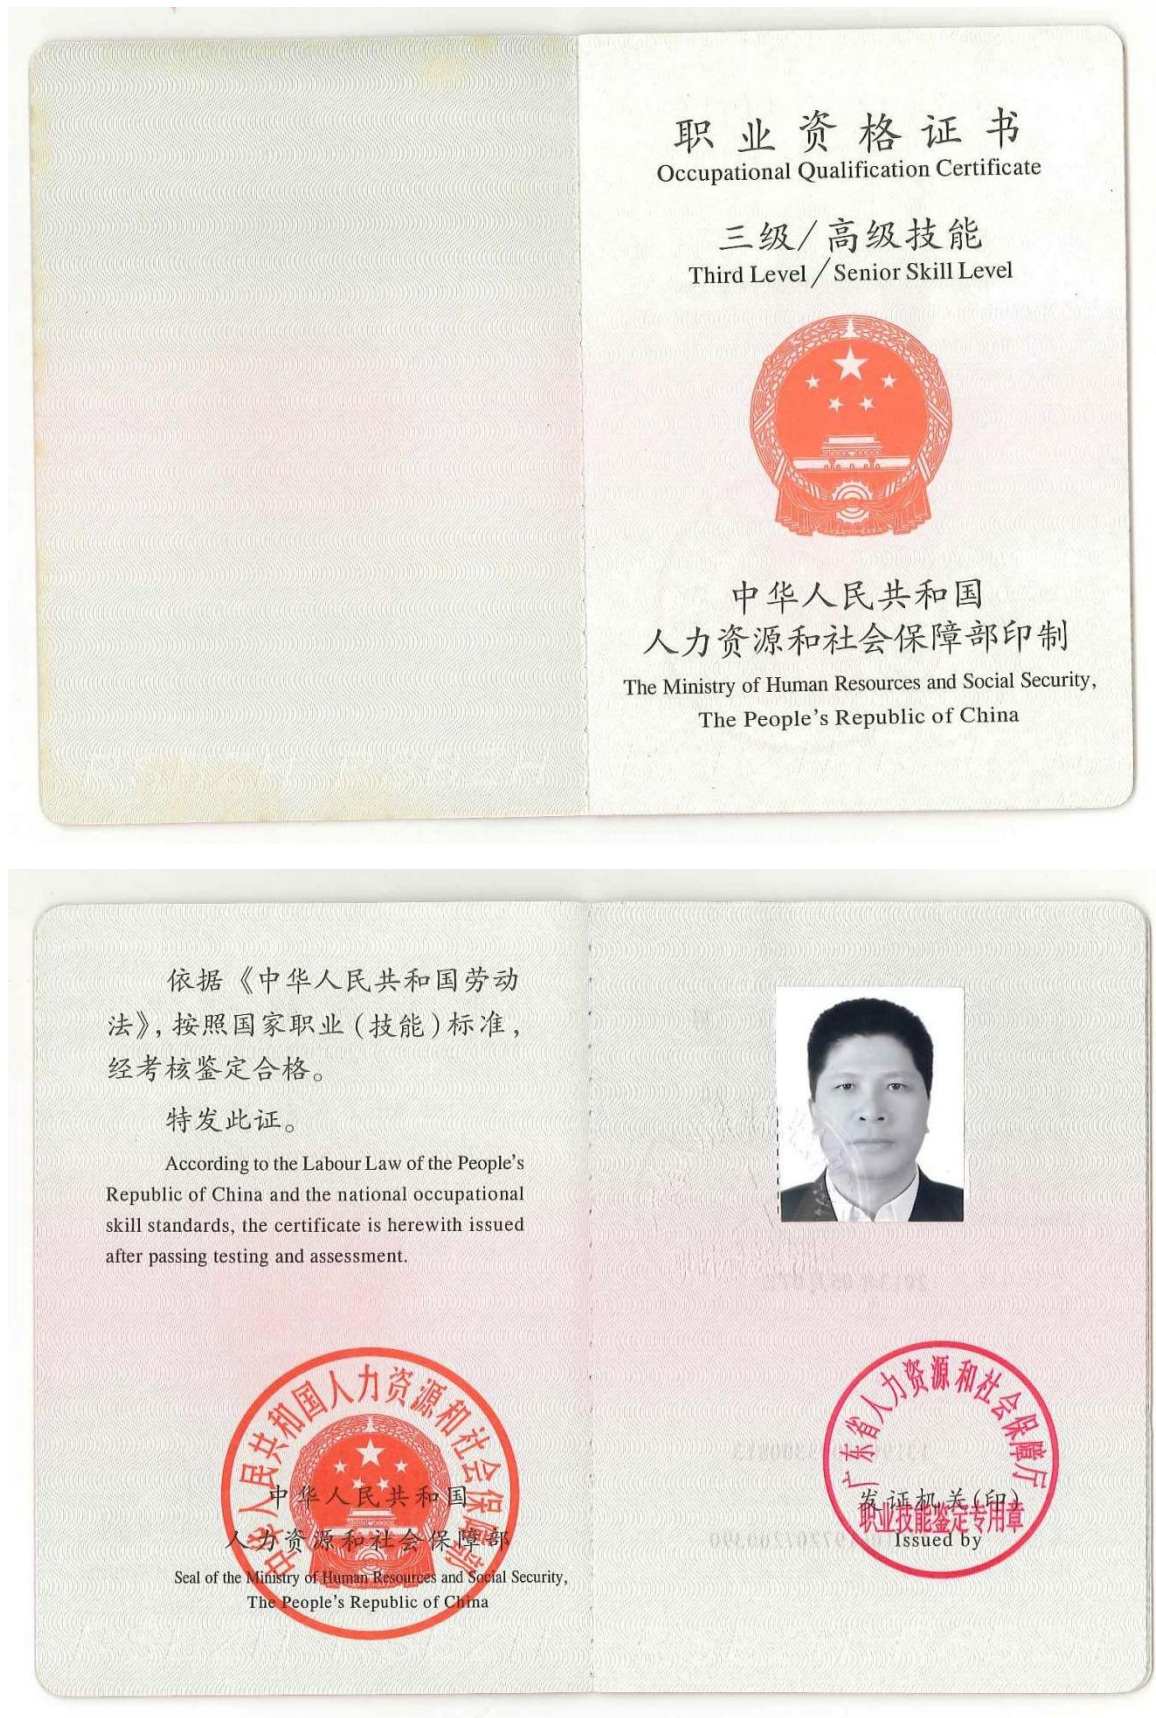 职业资格证书
Occupational Qualification Certificate
三级/高级技能
Third Level/Senior Skill Level
中华人民共和国
人力资源和社会保障部印制
The Ministry of Human Resources and Social Security,
The People's Republic of China
依据《中华人民共和国劳动
法》,按照国家职业(技能)标准,
经考核鉴定合格。
特发此证。
According to the Labour Law of the People's
Republic of China and the national occupational
skill standards, the certificate is herewith issued
after passing testing and assessment.
中华人民共和国人力资源和社会保障部
中华人民共和国
人力资源和社会保障部
Seal of the Ministry of Human Resources and Social Security,
The People's Republic of China
广东省人力资源和社会保障厅
发证机关(印)
职业技能鉴定专用章
Issued by